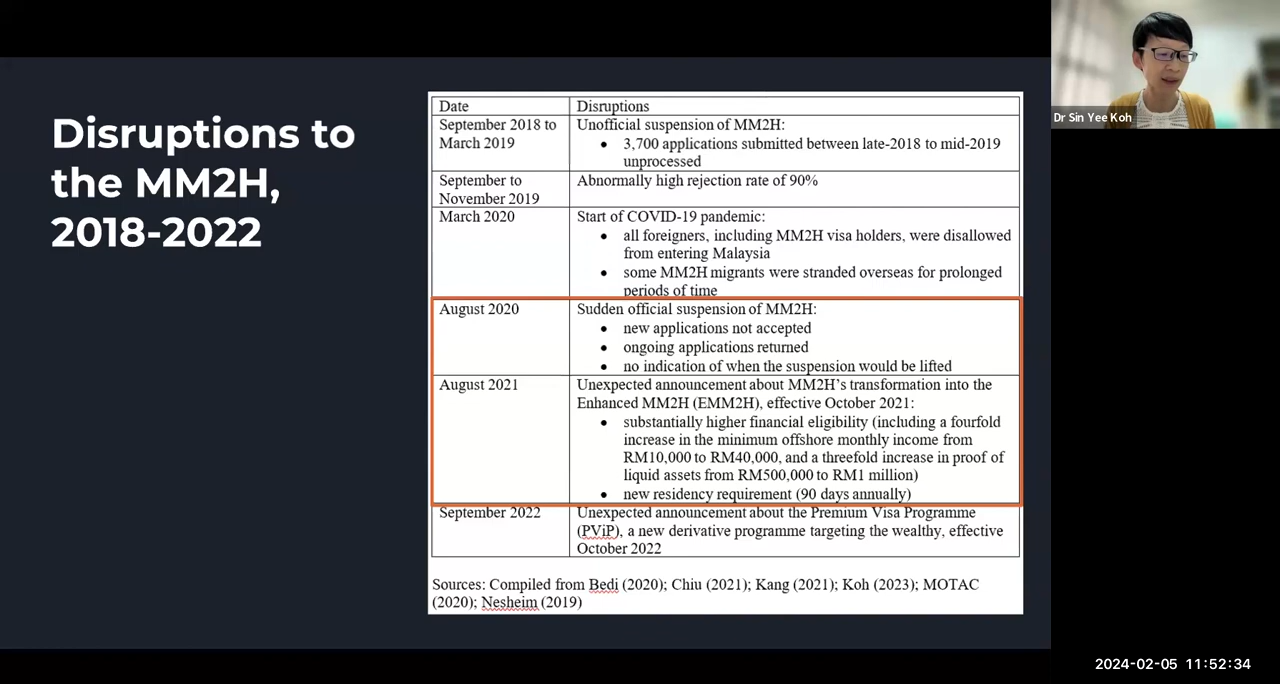 Disruptions to
the MM2H,
2018-2022
Date Disruptions
September 2018 to
March 2019
Unofficial suspension of MM2H:
• 3,700 applications submitted between late-2018 to mid-2019
unprocessed
September to
November 2019
Abnormally high rejection rate of 90%
March 2020
Start of COVID-19 pandemic:
• all foreigners, including MM2H visa holders, were disallowed
from entering Malaysia
• some MM2H migrants were stranded overseas for prolonged
periods of time
August 2020
Sudden official suspension of MM2H:
• new applications not accepted
• ongoing applications returned
• no indication of when the suspension would be lifted
August 2021
Unexpected announcement about MM2H’s transformation into the
Enhanced MM2H (EMM2H), effective October 2021:
• substantially higher financial eligibility (including a fourfold
increase in the minimum offshore monthly income from
RM10,000 to RM40,000, and a threefold increase in proof of
liquid assets from RM500,000 to RM1 million)
• new residency requirement (90 days annually)
September 2022
Unexpected announcement about the Premium Visa Programme
(PViP), a new derivative programme targeting the wealthy, effective
October 2022
Sources: Compiled from Bedi (2020); Chiu (2021); Kang (2021); Koh (2023); MOTAC
(2020); Nesheim (2019)
Dr Sin Yee Koh
2024-02-05 11:52:34